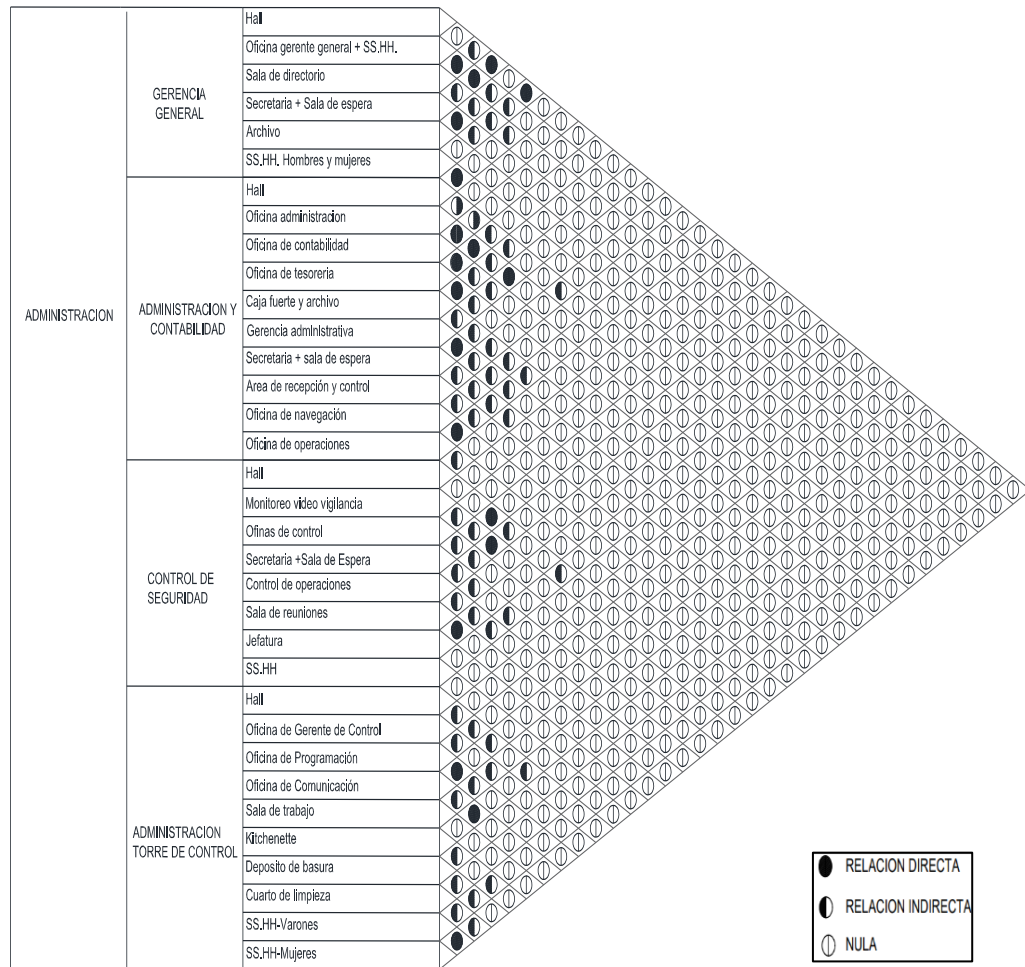 ADMINISTRACION
GERENCIA
GENERAL
Hall
Oficina gerente general + SS.HH.
Sala de directorio
Secretaria + Sala de espera
Archivo
SS.HH. Hombres y mujeres
ADMINISTRACION Y
CONTABILIDAD
Hall
Oficina administracion
Oficina de contabilidad
Oficina de tesoreria
Caja fuerte y archivo
Gerencia administrativa
Secretaria + sala de espera
Area de recepción y control
Oficina de navegación
Oficina de operaciones
CONTROL DE
SEGURIDAD
Hall
Monitoreo video vigilancia
Ofinas de control
Secretaria +Sala de Espera
Control de operaciones
Sala de reuniones
Jefatura
SS.HH
ADMINISTRACION
TORRE DE CONTROL
Hall
Oficina de Gerente de Control
Oficina de Programación
Oficina de Comunicación
Sala de trabajo
Kitchenette
Deposito de basura
Cuarto de limpieza
SS.HH-Varones
SS.HH-Mujeres
RELACION DIRECTA
RELACION INDIRECTA
NULA